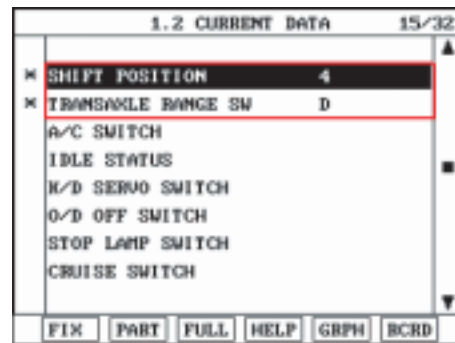 1.2 CURRENT DATA 15/32
× SHIFT POSITION 4
× TRANSAXLE RANGE SW D
A/C SWITCH
IDLE STATUS
K/D SERVO SWITCH
O/D OFF SWITCH
STOP LAMP SWITCH
CRUISE SWITCH
FIX PART FULL HELP GRPH RCRD